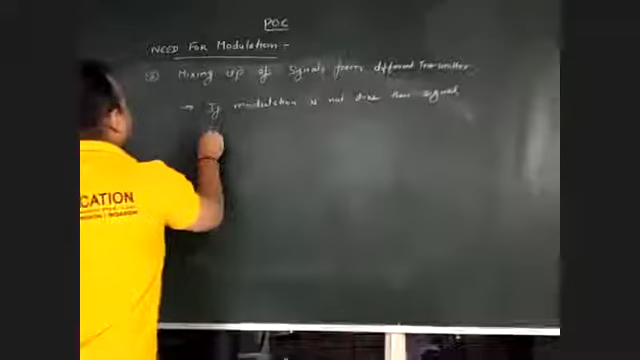 POC
NEED FOR Modulation:-
Mixing up of signals from different Transmitter
→ If modulation is not done then signal
CATION